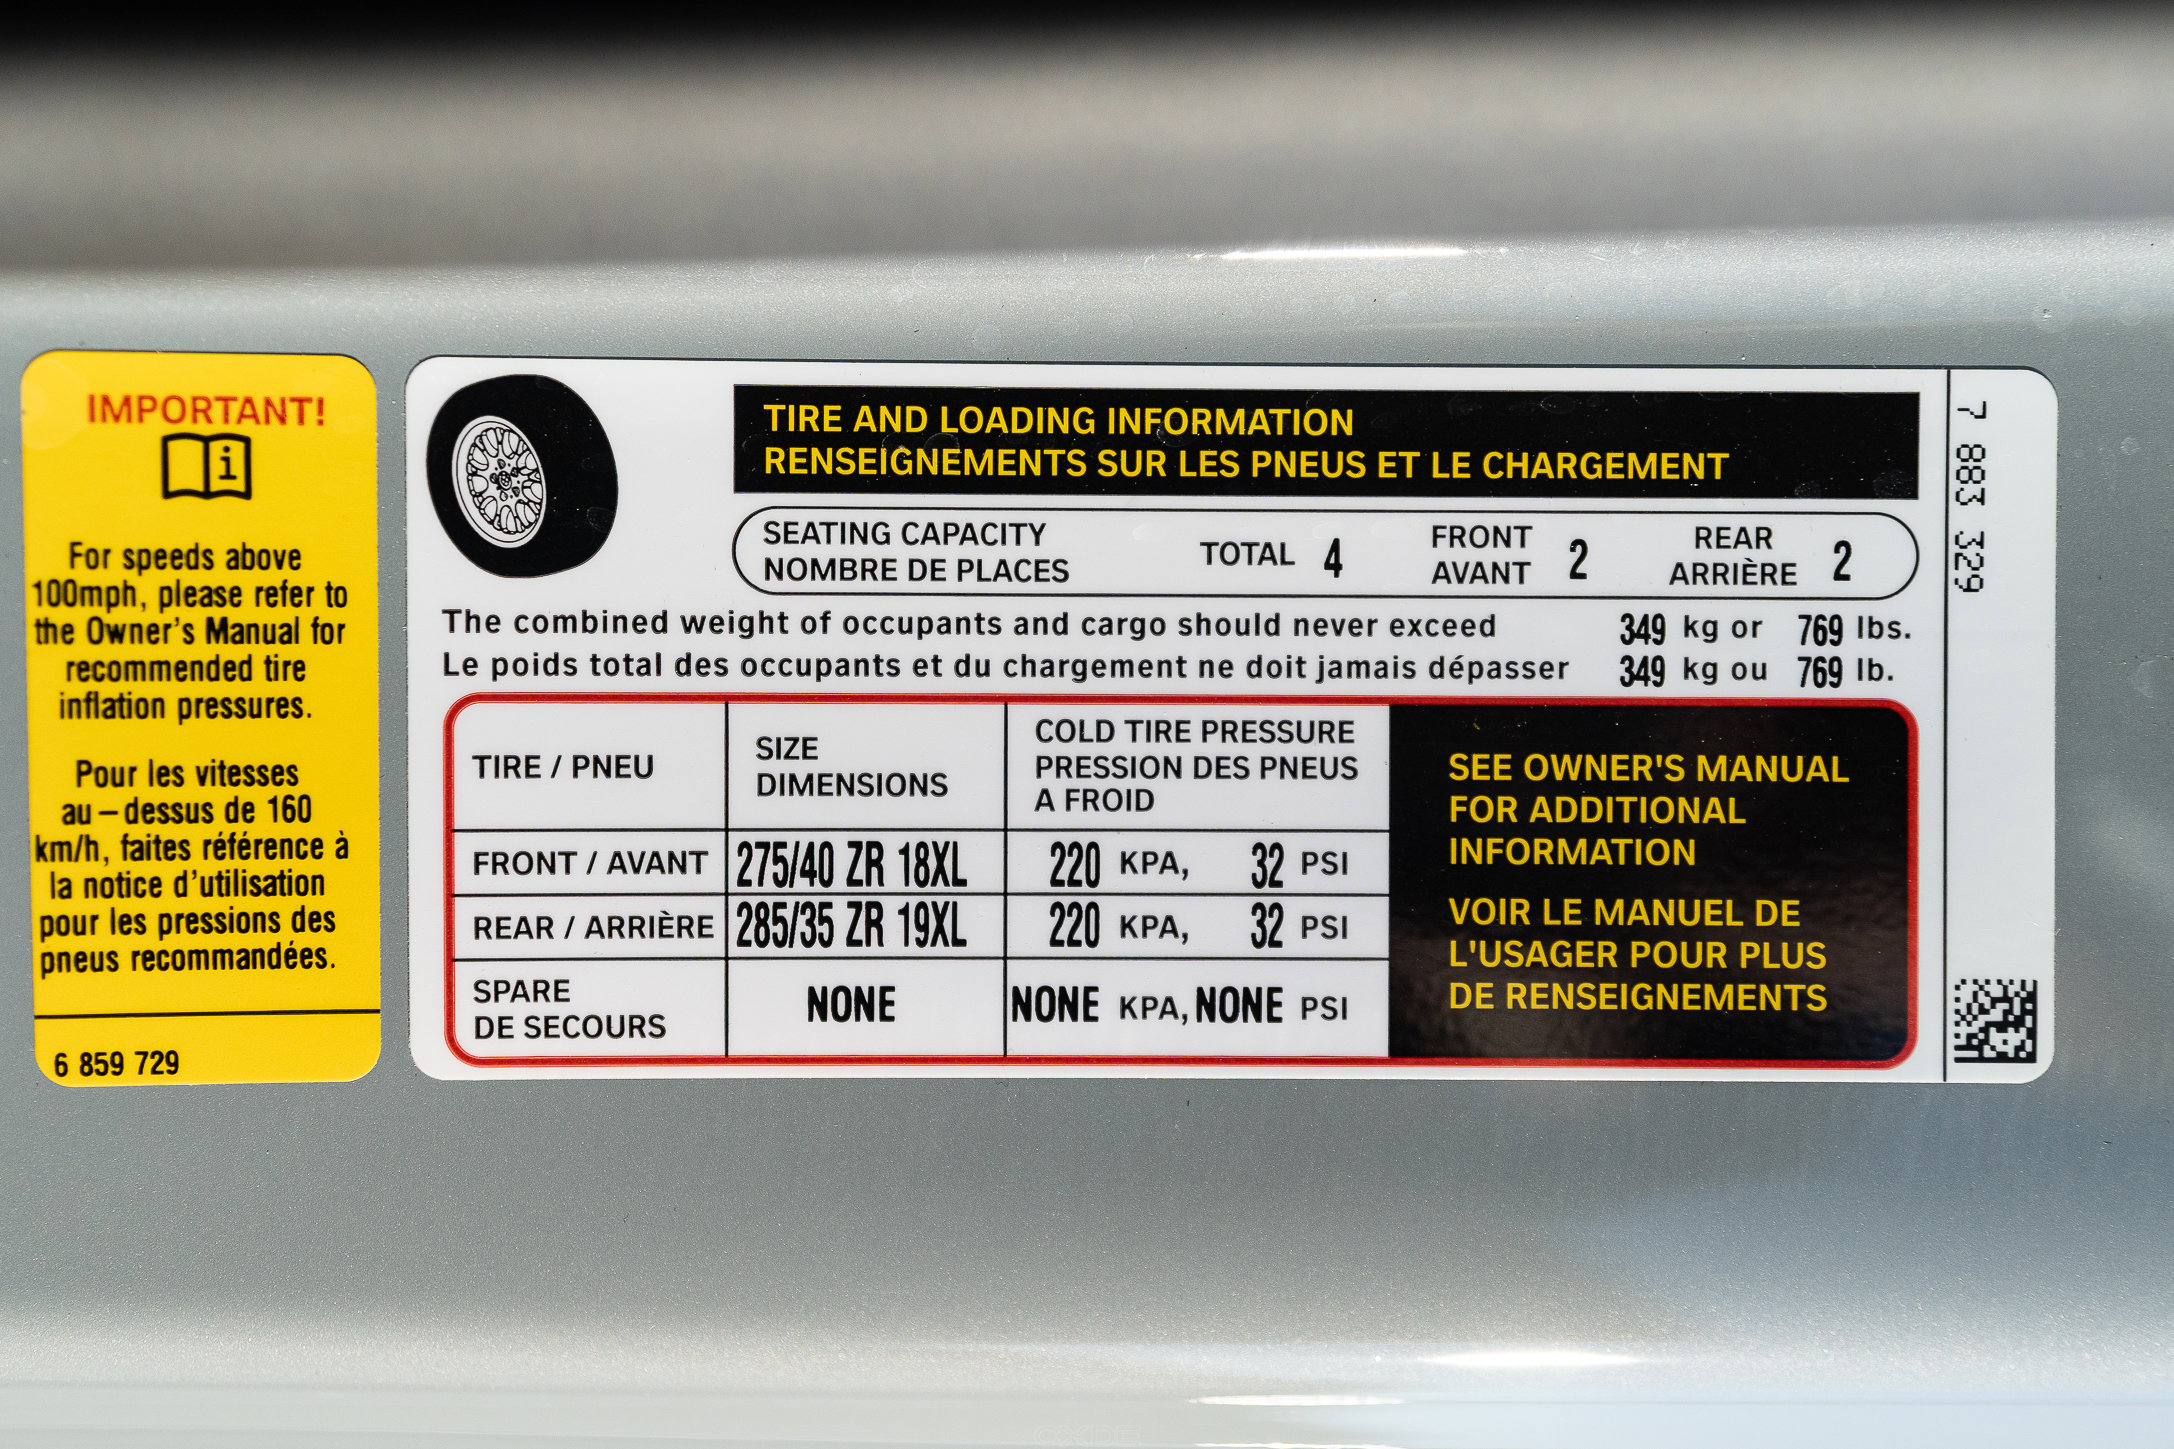 IMPORTANT!
i
For speeds above
100mph, please refer to
the Owner's Manual for
recommended tire
inflation pressures.
Pour les vitesses
au – dessus de 160
km/h, faites référence à
la notice d'utilisation
pour les pressions des
pneus recommandées.
6 859 729
TIRE AND LOADING INFORMATION
RENSEIGNEMENTS SUR LES PNEUS ET LE CHARGEMENT
SEATING CAPACITY
NOMBRE DE PLACES
TOTAL 4
FRONT
AVANT 2
REAR
ARRIÈRE 2
The combined weight of occupants and cargo should never exceed 349 kg or 769 lbs.
Le poids total des occupants et du chargement ne doit jamais dépasser 349 kg ou 769 lb.
TIRE / PNEU
SIZE
DIMENSIONS
COLD TIRE PRESSURE
PRESSION DES PNEUS
A FROID
FRONT / AVANT 275/40 ZR 18XL 220 KPA, 32 PSI
REAR / ARRIÈRE 285/35 ZR 19XL 220 KPA, 32 PSI
SPARE
DE SECOURS
NONE NONE KPA, NONE PSI
SEE OWNER'S MANUAL
FOR ADDITIONAL
INFORMATION
VOIR LE MANUEL DE
L'USAGER POUR PLUS
DE RENSEIGNEMENTS
7 883 329